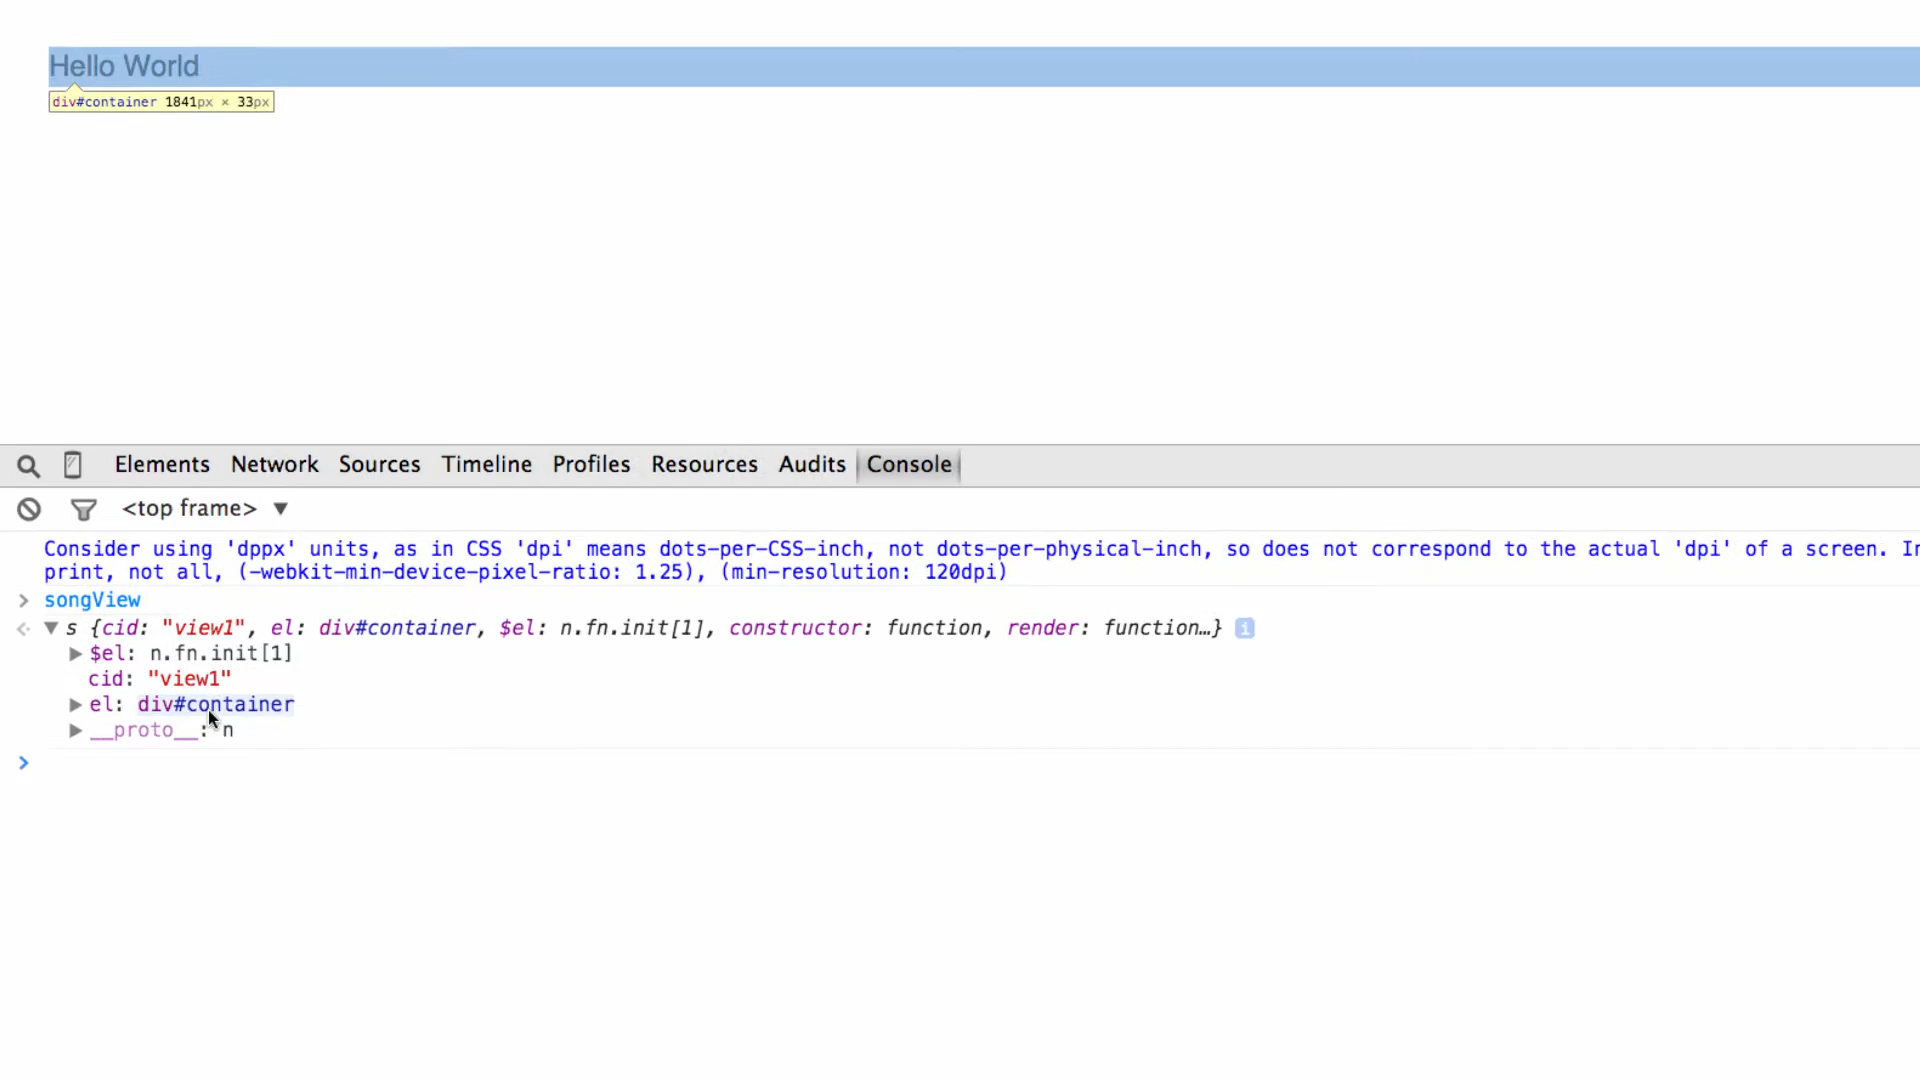 Hello World
div#container 1841px × 33px
Elements Network Sources Timeline Profiles Resources Audits Console
<top frame> ▼
Consider using 'dppx' units, as in CSS 'dpi' means dots-per-CSS-inch, not dots-per-physical-inch, so does not correspond to the actual 'dpi' of a screen. In
print, not all, (-webkit-min-device-pixel-ratio: 1.25), (min-resolution: 120dpi)
> songView
s {cid: "view1", el: div#container, $el: n.fn.init[1], constructor: function, render: function…} i
$el: n.fn.init[1]
cid: "view1"
el: div#container
__proto__: n
>